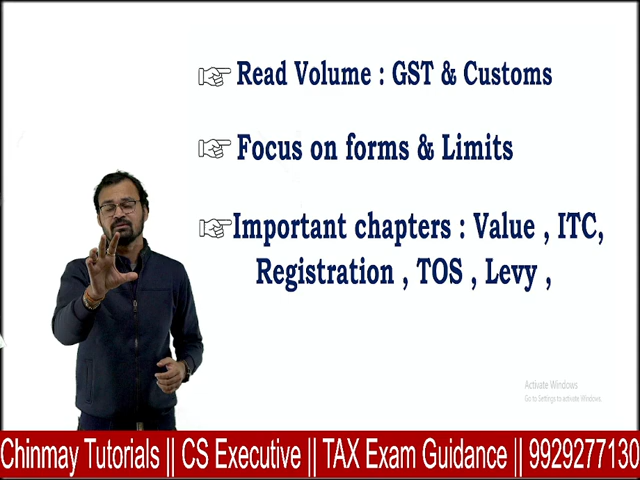 Read Volume : GST & Customs
Focus on forms & Limits
Important chapters : Value , ITC,
Registration , TOS , Levy ,
Activate Windows
Go to Settings to activate Windows.
Chinmay Tutorials || CS Executive || TAX Exam Guidance || 9929277130